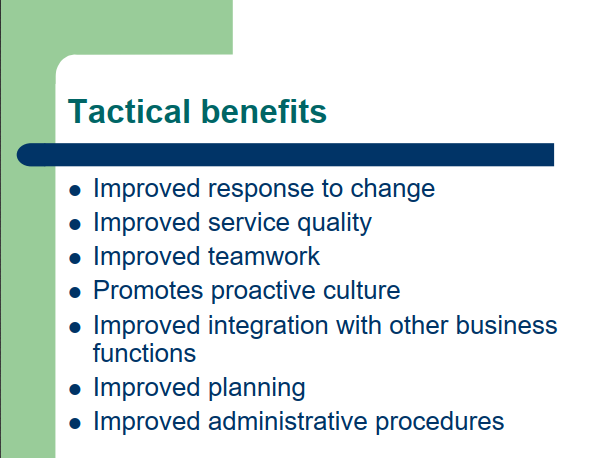 Tactical benefits
● Improved response to change
● Improved service quality
● Improved teamwork
● Promotes proactive culture
● Improved integration with other business
functions
● Improved planning
● Improved administrative procedures